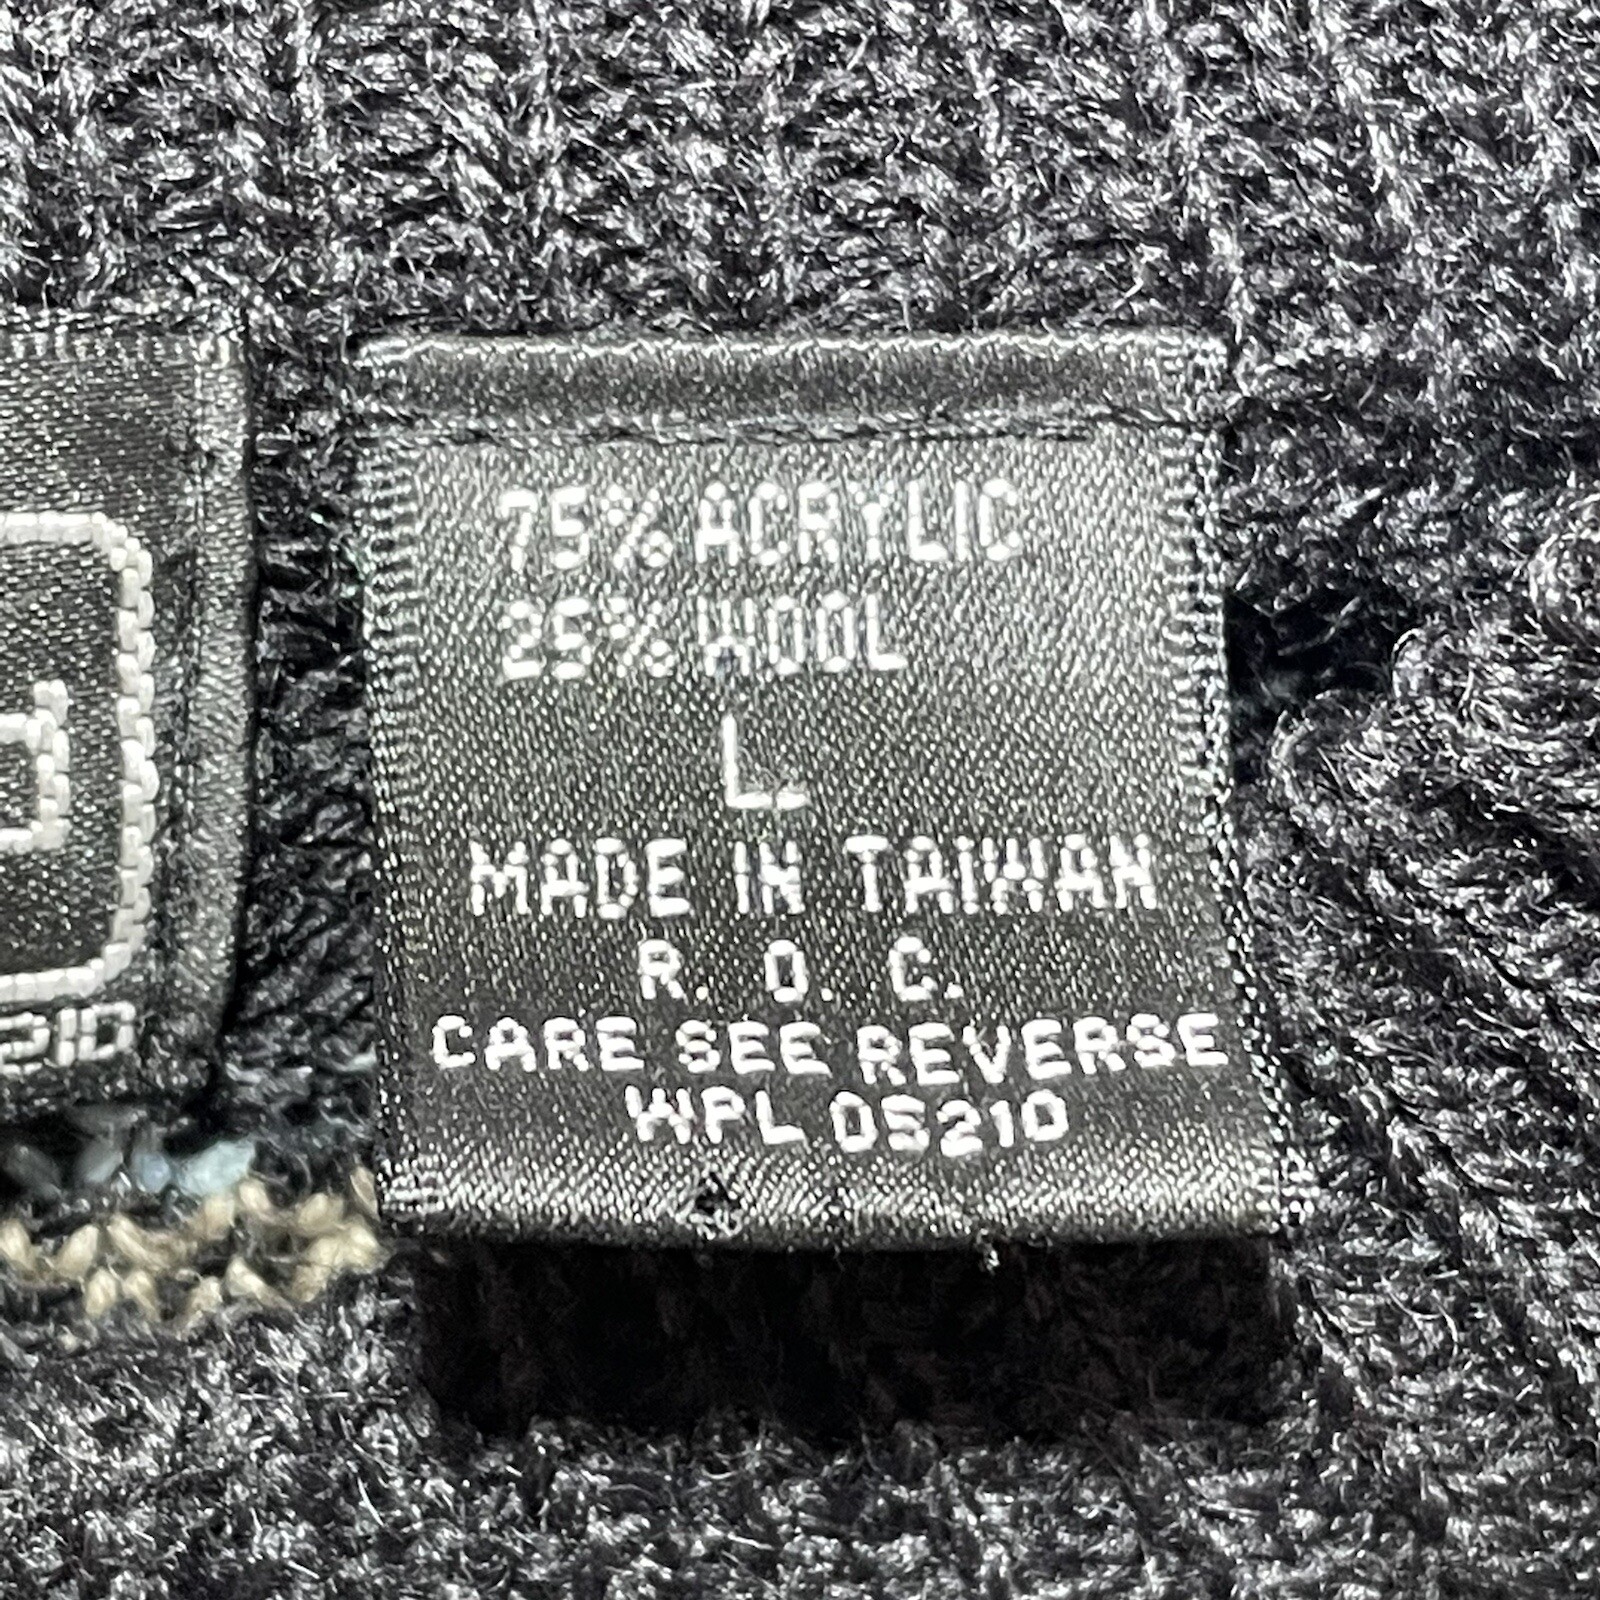 75% ACRYLIC
25% WOOL
L
MADE IN TAIWAN
R. O. C.
CARE SEE REVERSE
WPL 05210